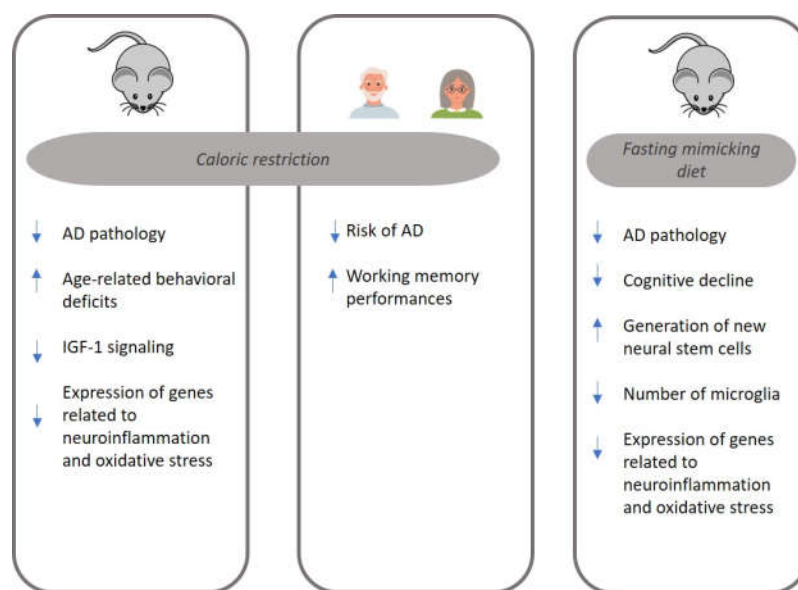 Caloric restriction
AD pathology
Age-related behavioral
deficits
IGF-1 signaling
Expression of genes
related to
neuroinflammation
and oxidative stress
Risk of AD
Working memory
performances
Fasting mimicking
diet
AD pathology
Cognitive decline
Generation of new
neural stem cells
Number of microglia
Expression of genes
related to
neuroinflammation
and oxidative stress